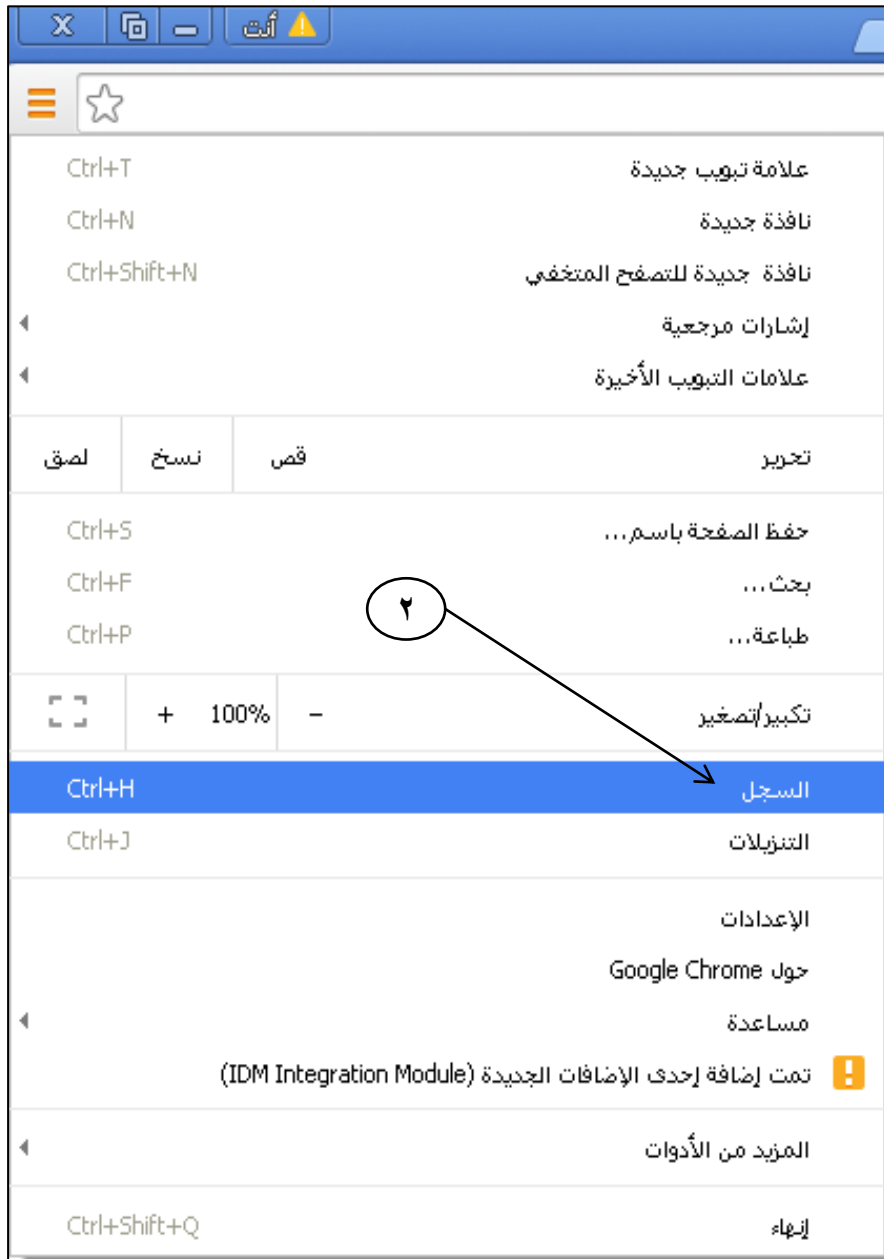 أنت
علامة تبويب جديدة Ctrl+T
نافذة جديدة Ctrl+N
نافذة جديدة للتصفح المتخفي Ctrl+Shift+N
إشارات مرجعية
علامات التبويب الأخيرة
تحرير قص نسخ لصق
حفظ الصفحة باسم... Ctrl+S
بحث... Ctrl+F
٢
طباعة... Ctrl+P
تكبير/تصغير - 100% +
السجل Ctrl+H
التنزيلات Ctrl+J
الإعدادات
حول Google Chrome
مساعدة
تمت إضافة إحدى الإضافات الجديدة (IDM Integration Module)
المزيد من الأدوات
إنهاء Ctrl+Shift+Q